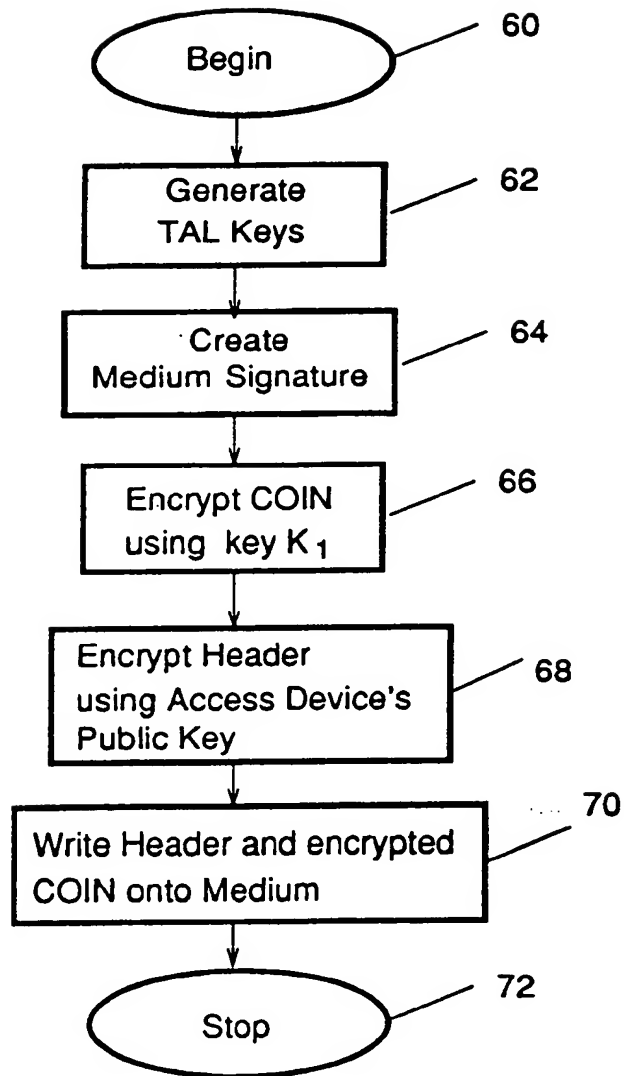 Begin
60
Generate
TAL Keys
62
Create
Medium Signature
64
Encrypt COIN
using key K1
66
Encrypt Header
using Access Device's
Public Key
68
Write Header and encrypted
COIN onto Medium
70
Stop
72